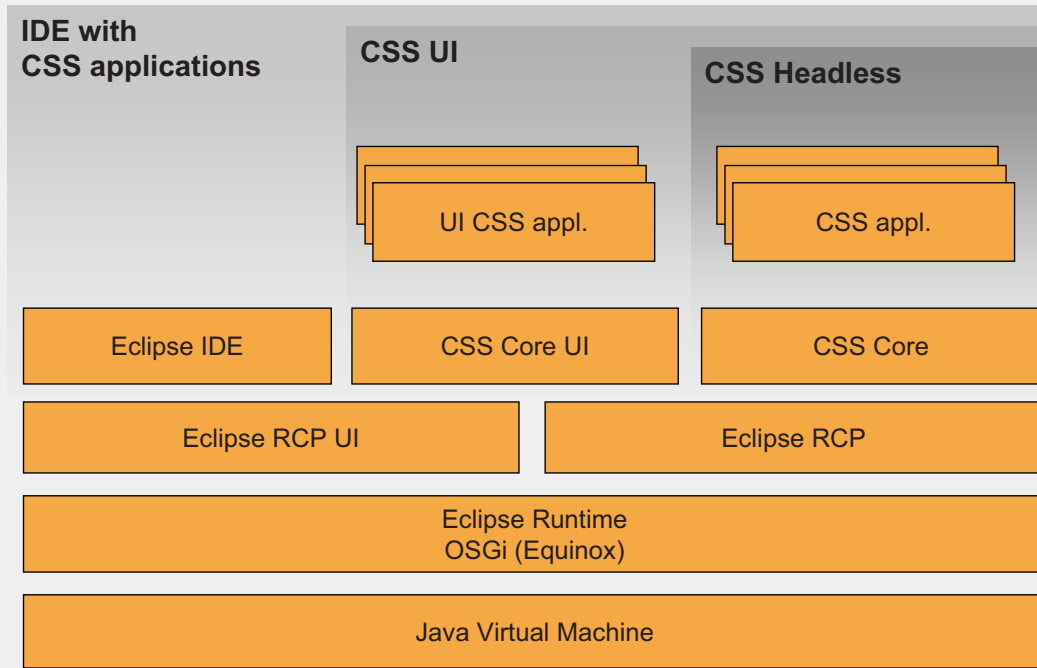 IDE with
CSS applications
CSS UI
CSS Headless
UI CSS appl.
CSS appl.
Eclipse IDE
CSS Core UI
CSS Core
Eclipse RCP UI
Eclipse RCP
Eclipse Runtime
OSGi (Equinox)
Java Virtual Machine